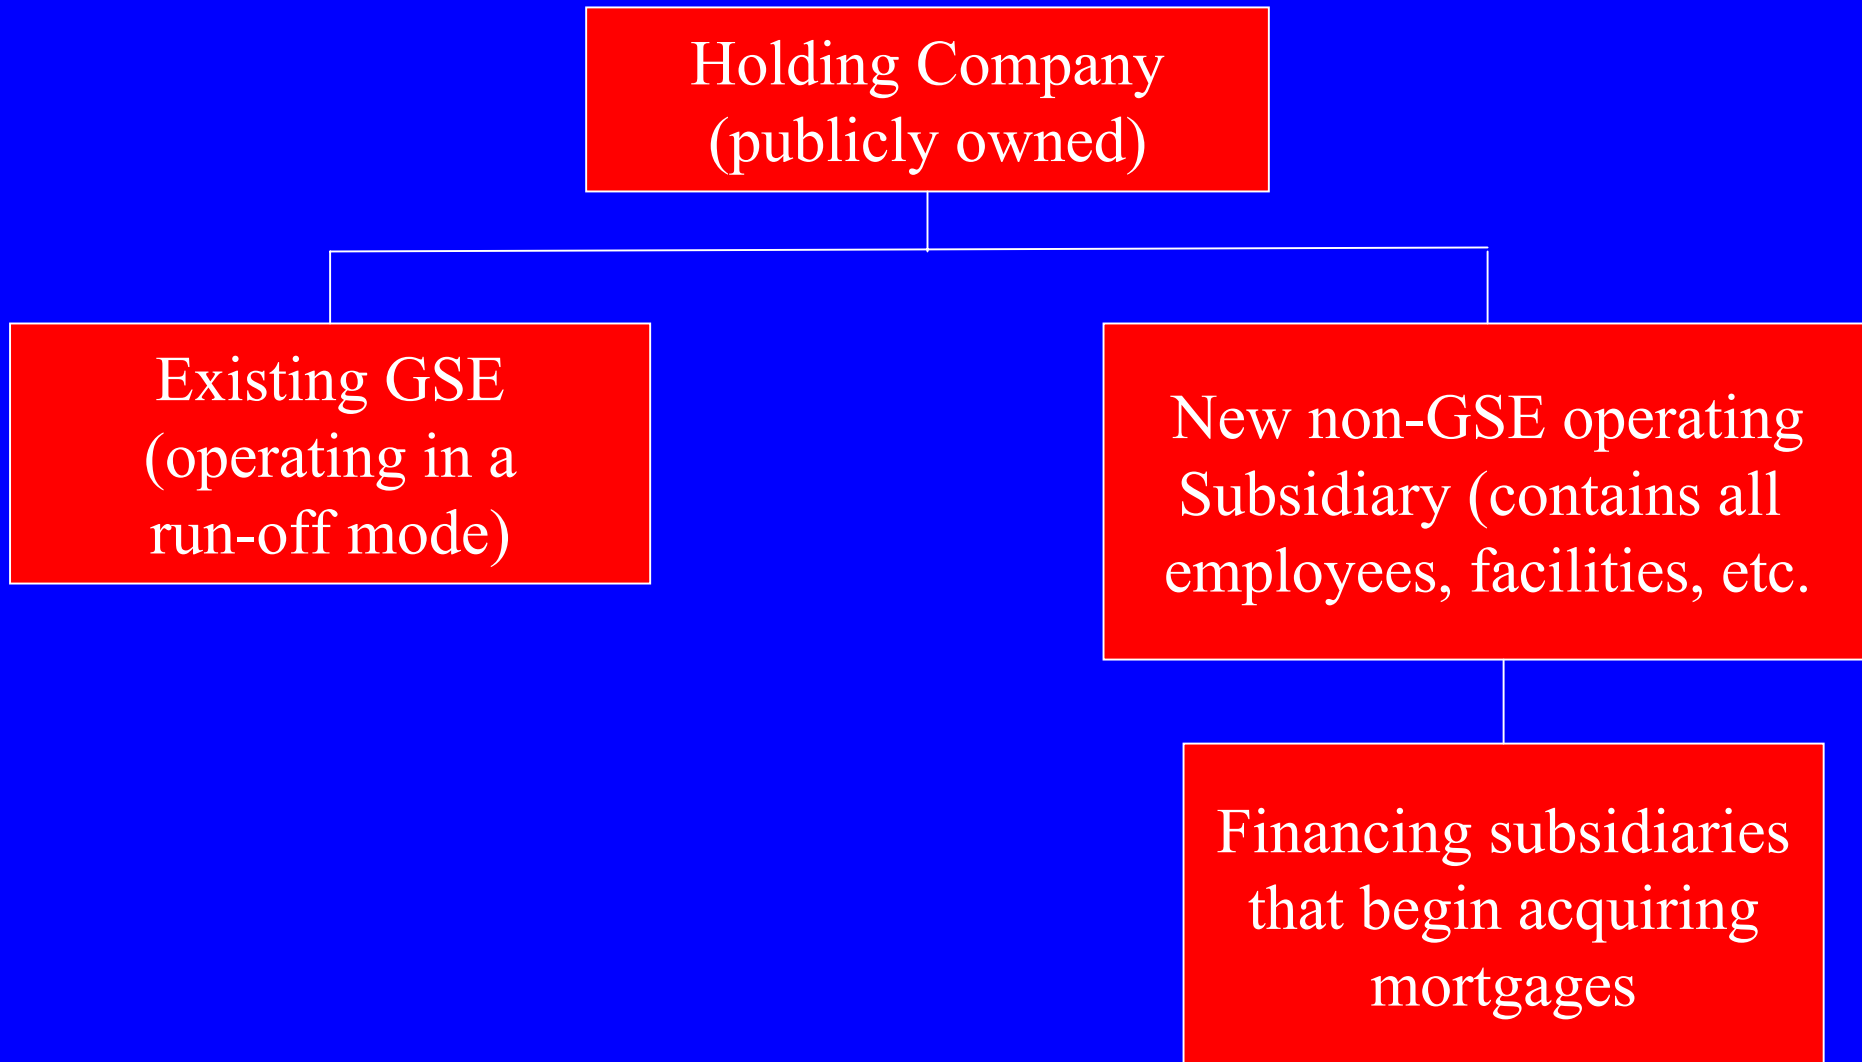 Holding Company
(publicly owned)
Existing GSE
(operating in a
run-off mode)
New non-GSE operating
Subsidiary (contains all
employees, facilities, etc.
Financing subsidiaries
that begin acquiring
mortgages